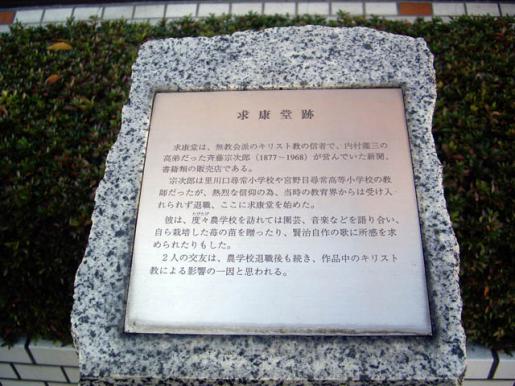 求康堂跡
求康堂は、無教会派のキリスト教の信者で、内村鑑三の
高弟だった斉藤宗次郎（1877～1968）が営んでいた新聞、
書籍類の販売店である。
宗次郎は里川口尋常小学校や宮野目尋常高等小学校の教
師だったが、熱烈な信仰の為、当時の教育界からは受け入
れられず退職、ここに求康堂を始めた。
彼は、度々農学校を訪れては園芸、音楽などを語り合い、
自ら栽培した苺の苗を贈ったり、賢治自作の歌に所感を求
められたりもした。
２人の交友は、農学校退職後も続き、作品中のキリスト
教による影響の一因と思われる。